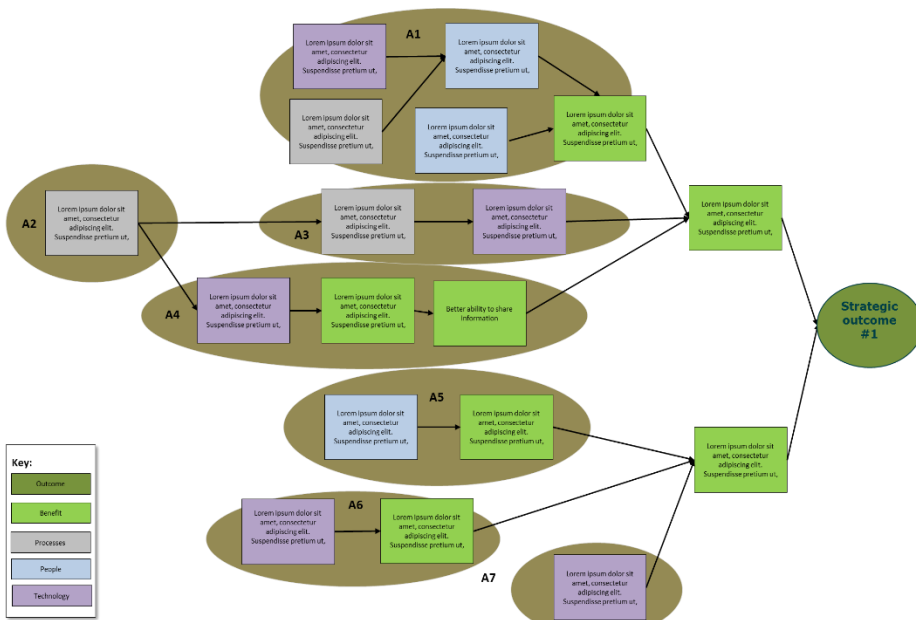 A1
Lorem ipsum dolor sit
amet, consectetur
adipiscing elit.
Suspendisse pretium ut,
Lorem ipsum dolor sit
amet, consectetur
adipiscing elit.
Suspendisse pretium ut,
Lorem ipsum dolor sit
amet, consectetur
adipiscing elit.
Suspendisse pretium ut,
Lorem ipsum dolor sit
amet, consectetur
adipiscing elit.
Suspendisse pretium ut,
Lorem ipsum dolor sit
amet, consectetur
adipiscing elit.
Suspendisse pretium ut,
A2
Lorem ipsum dolor sit
amet, consectetur
adipiscing elit.
Suspendisse pretium ut,
A3
Lorem ipsum dolor sit
amet, consectetur
adipiscing elit.
Suspendisse pretium ut,
Lorem ipsum dolor sit
amet, consectetur
adipiscing elit.
Suspendisse pretium ut,
Lorem ipsum dolor sit
amet, consectetur
adipiscing elit.
Suspendisse pretium ut,
A4
Lorem ipsum dolor sit
amet, consectetur
adipiscing elit.
Suspendisse pretium ut,
Lorem ipsum dolor sit
amet, consectetur
adipiscing elit.
Suspendisse pretium ut,
Better ability to share
information
Strategic
outcome
#1
A5
Lorem ipsum dolor sit
amet, consectetur
adipiscing elit.
Suspendisse pretium ut,
Lorem ipsum dolor sit
amet, consectetur
adipiscing elit.
Suspendisse pretium ut,
Lorem ipsum dolor sit
amet, consectetur
adipiscing elit.
Suspendisse pretium ut,
A6
Lorem ipsum dolor sit
amet, consectetur
adipiscing elit.
Suspendisse pretium ut,
Lorem ipsum dolor sit
amet, consectetur
adipiscing elit.
Suspendisse pretium ut,
A7
Lorem ipsum dolor sit
amet, consectetur
adipiscing elit.
Suspendisse pretium ut,
Key:
Outcome
Benefit
Processes
People
Technology